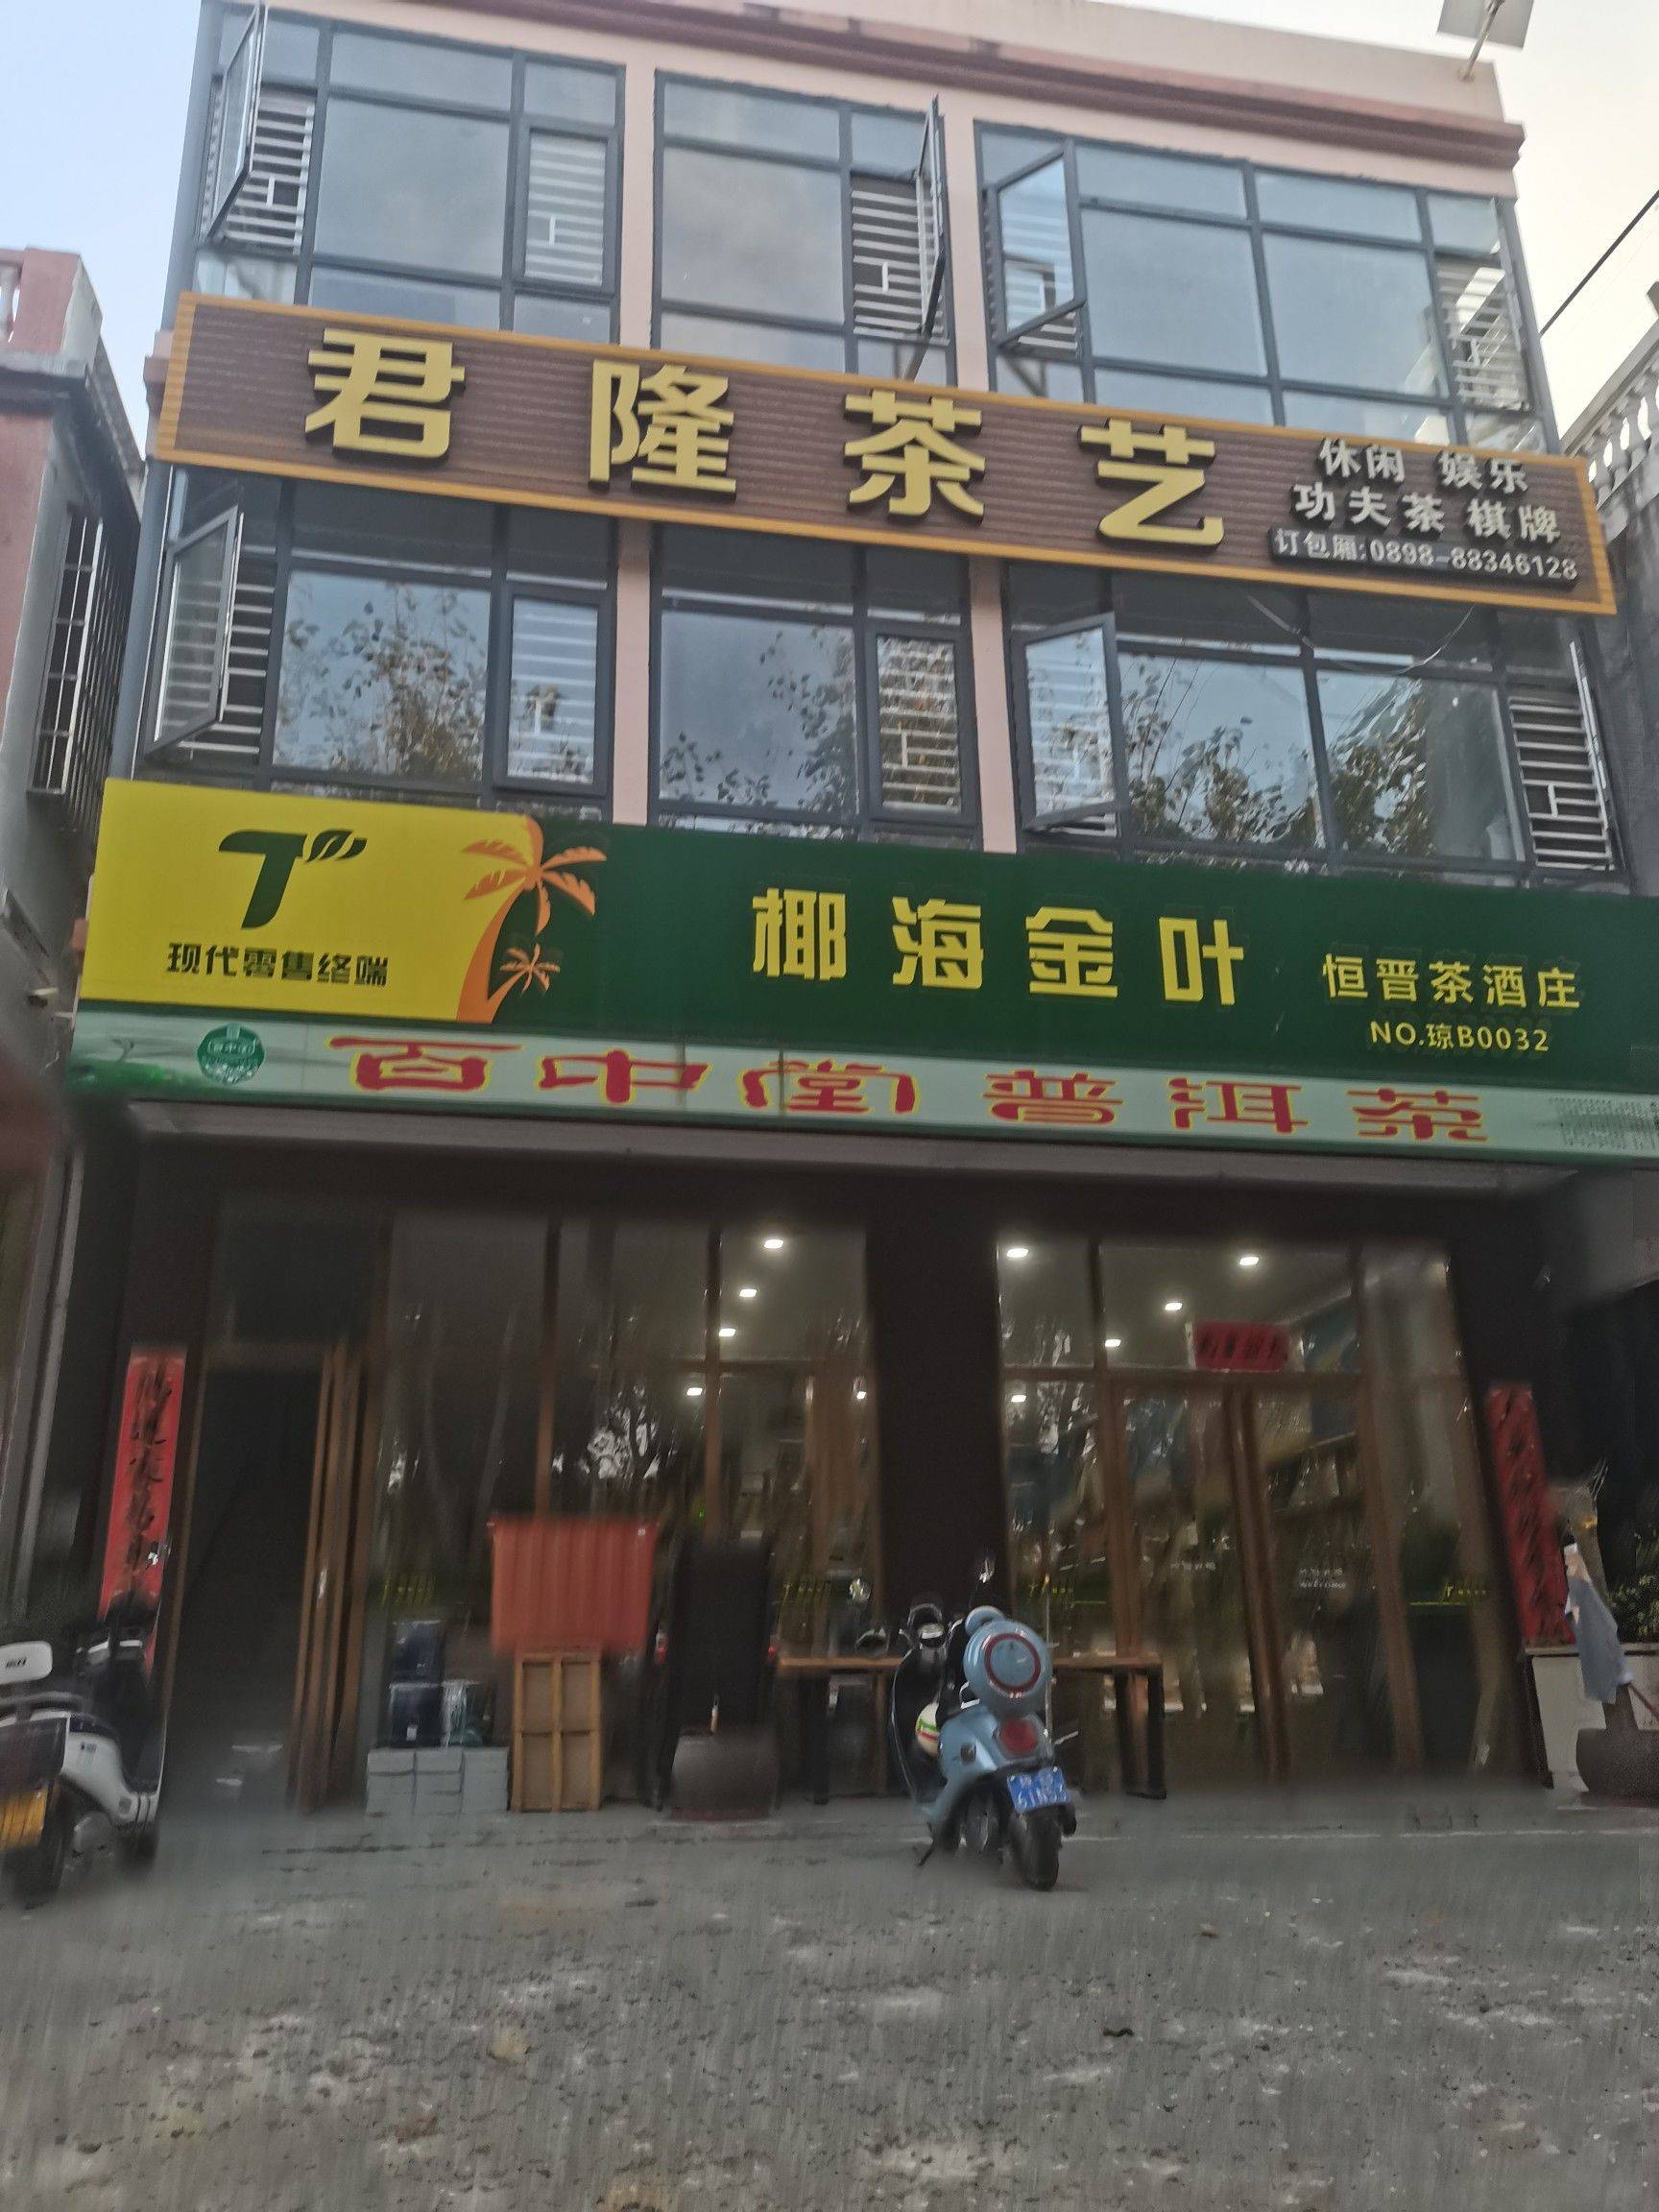 君隆茶艺
休闲 娱乐
功夫茶 棋牌
订包厢:0898-88346128
现代零售终端
椰海金叶
恒晋茶酒庄
NO.琼B0032
百中堂普洱茶